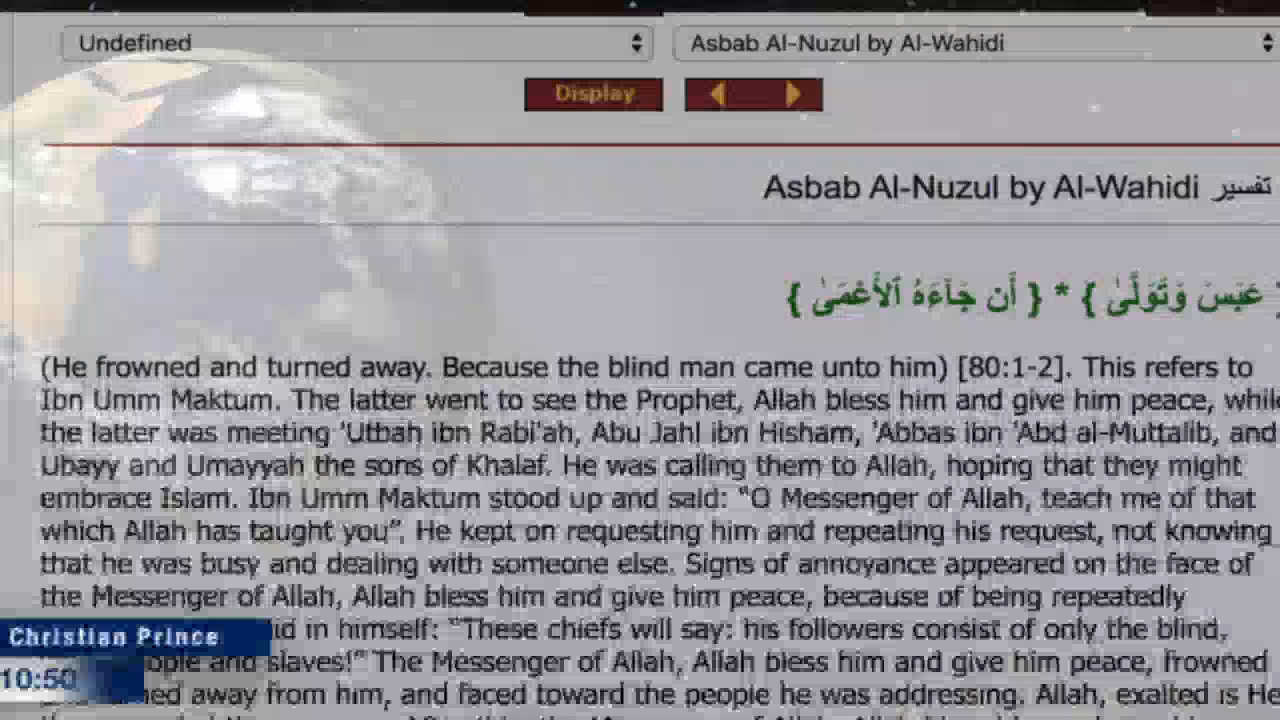 Undefined
Asbab Al-Nuzul by Al-Wahidi
Display
Asbab Al-Nuzul by Al-Wahidi تفسير
عَبَسَ وَتَوَلَّىٰ } * { أَن جَآءَهُ ٱلأَعْمَىٰ }
(He frowned and turned away. Because the blind man came unto him) [80:1-2]. This refers to
Ibn Umm Maktum. The latter went to see the Prophet, Allah bless him and give him peace, while
the latter was meeting 'Utbah ibn Rabi'ah, Abu Jahl ibn Hisham, 'Abbas ibn 'Abd al-Muttalib, and
Ubayy and Umayyah the sons of Khalaf. He was calling them to Allah, hoping that they might
embrace Islam. Ibn Umm Maktum stood up and said: “O Messenger of Allah, teach me of that
which Allah has taught you”. He kept on requesting him and repeating his request, not knowing
that he was busy and dealing with someone else. Signs of annoyance appeared on the face of
the Messenger of Allah, Allah bless him and give him peace, because of being repeatedly
in himself: “These chiefs will say: his followers consist of only the blind,
and slaves!” The Messenger of Allah, Allah bless him and give him peace, frowned
away from him, and faced toward the people he was addressing. Allah, exalted is He
Christian Prince
10:50